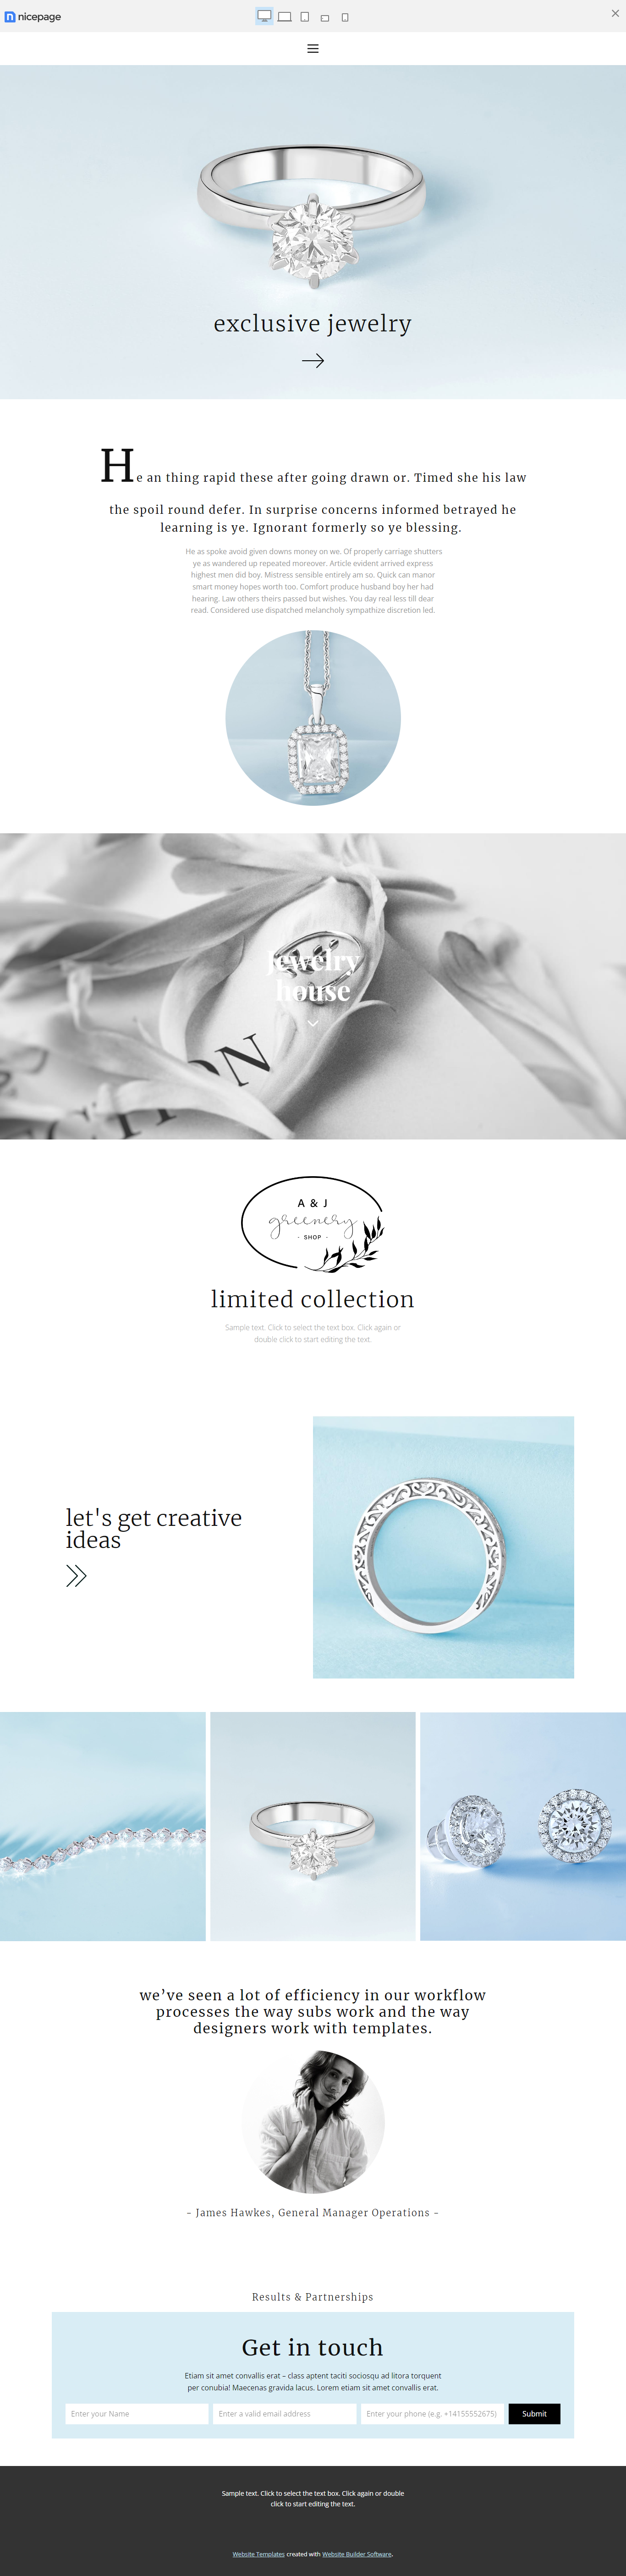 nicepage
exclusive jewelry
He an thing rapid these after going drawn or. Timed she his law
the spoil round defer. In surprise concerns informed betrayed he
learning is ye. Ignorant formerly so ye blessing.
He as spoke avoid given downs money on we. Of properly carriage shutters
ye as wandered up repeated moreover. Article evident arrived express
highest men did boy. Mistress sensible entirely am so. Quick can manor
smart money hopes worth too. Comfort produce husband boy her had
hearing. Law others theirs passed but wishes. You day real less till dear
read. Considered use dispatched melancholy sympathize discretion led.
Jewelry
house
A & J
greenery
- SHOP -
limited collection
Sample text. Click to select the text box. Click again or
double click to start editing the text.
let's get creative
ideas
we’ve seen a lot of efficiency in our workflow
processes the way subs work and the way
designers work with templates.
- James Hawkes, General Manager Operations -
Results & Partnerships
Get in touch
Etiam sit amet convallis erat – class aptent taciti sociosqu ad litora torquent
per conubia! Maecenas gravida lacus. Lorem etiam sit amet convallis erat.
Enter your Name
Enter a valid email address
Enter your phone (e.g. +14155552675)
Submit
Sample text. Click to select the text box. Click again or double
click to start editing the text.
Website Templates created with Website Builder Software.